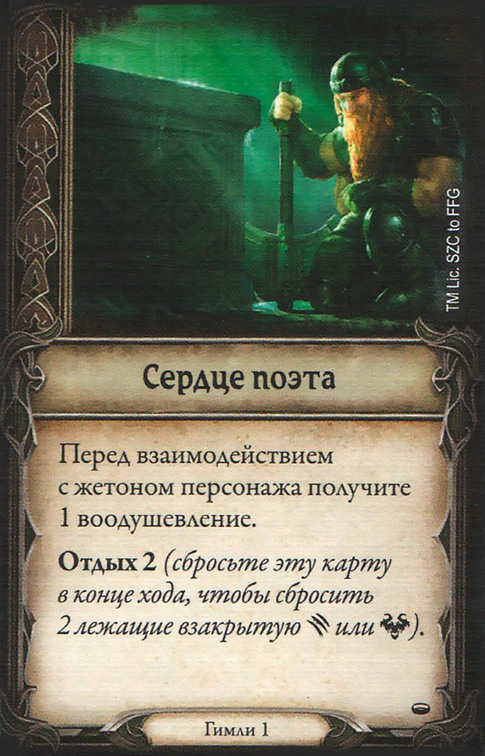 TM Lic. SZC to FFG
Сердце поэта
Перед взаимодействием
с жетоном персонажа получите
1 воодушевление.
Отдых 2 (сбросьте эту карту
в конце хода, чтобы сбросить
2 лежащие взакрытую или ).
Гимли 1